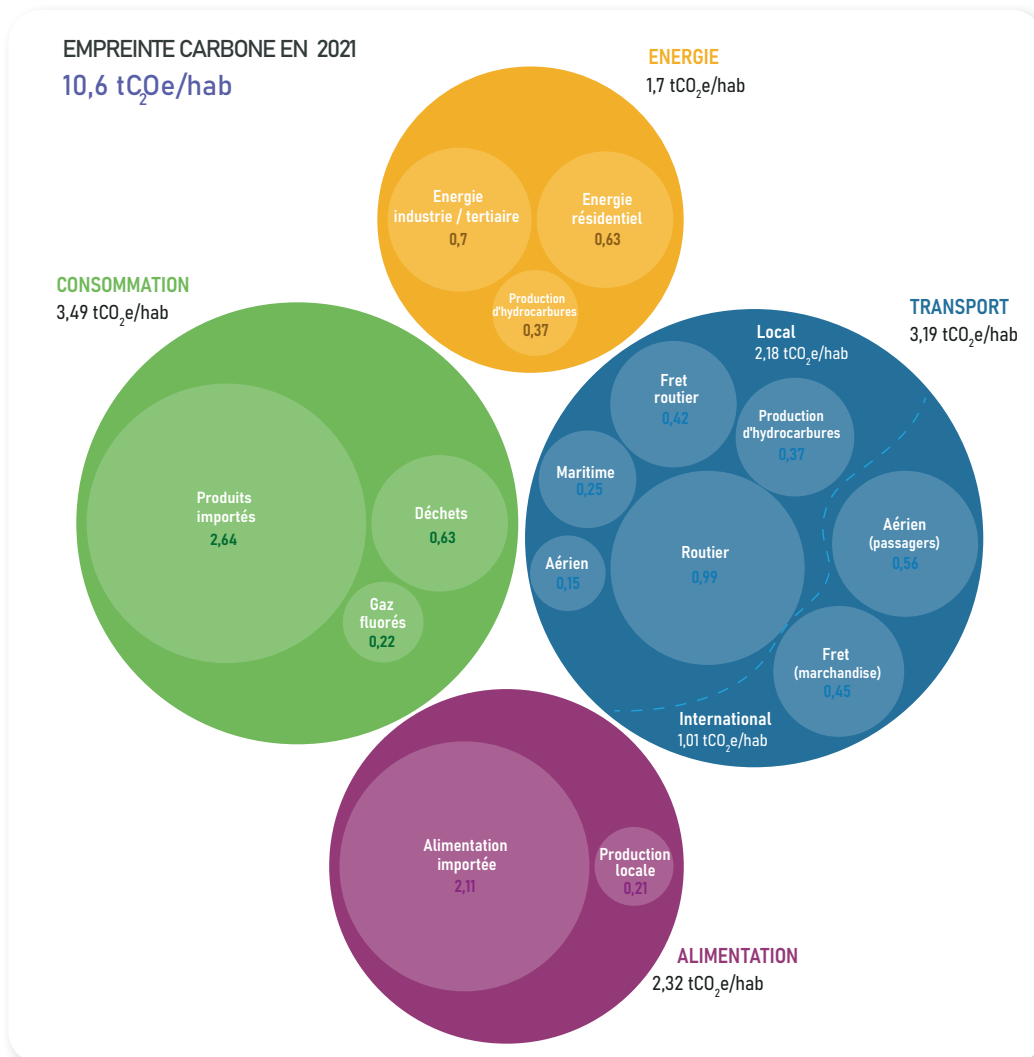 EMPREINTE CARBONE EN 2021
10,6 tCO₂e/hab
ENERGIE
1,7 tCO₂e/hab
Energie
industrie / tertiaire
0,7
Energie
résidentiel
0,63
Production
d'hydrocarbures
0,37
CONSOMMATION
3,49 tCO₂e/hab
Produits
importés
2,64
Déchets
0,63
Gaz
fluorés
0,22
TRANSPORT
3,19 tCO₂e/hab
Local
2,18 tCO₂e/hab
Fret
routier
0,42
Production
d'hydrocarbures
0,37
Maritime
0,25
Aérien
0,15
Routier
0,99
Aérien
(passagers)
0,56
Fret
(marchandise)
0,45
International
1,01 tCO₂e/hab
Alimentation
importée
2,11
Production
locale
0,21
ALIMENTATION
2,32 tCO₂e/hab